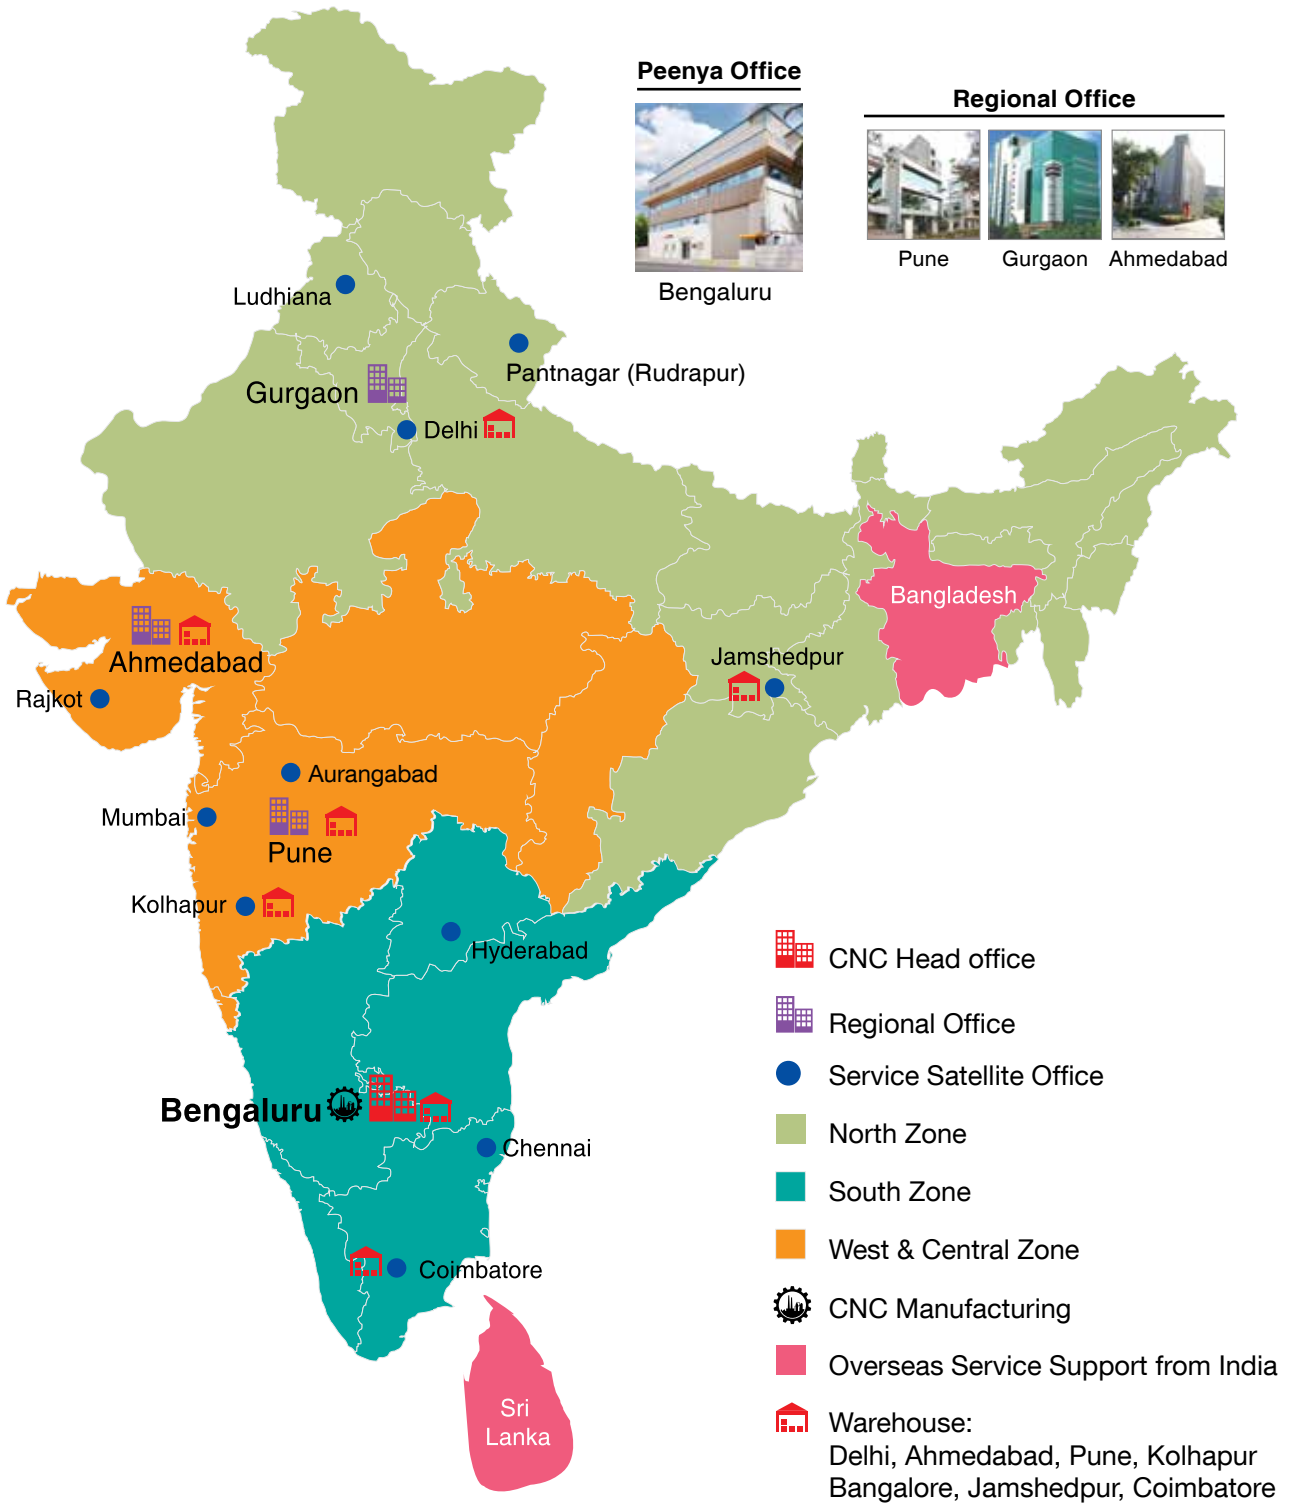 Peenya Office
Bengaluru
Regional Office
Pune
Gurgaon
Ahmedabad
Ludhiana
Pantnagar (Rudrapur)
Gurgaon
Delhi
Bangladesh
Ahmedabad
Jamshedpur
Rajkot
Aurangabad
Mumbai
Pune
Kolhapur
Hyderabad
Bengaluru
Chennai
Coimbatore
Sri
Lanka
CNC Head office
Regional Office
Service Satellite Office
North Zone
South Zone
West & Central Zone
CNC Manufacturing
Overseas Service Support from India
Warehouse:
Delhi, Ahmedabad, Pune, Kolhapur
Bangalore, Jamshedpur, Coimbatore